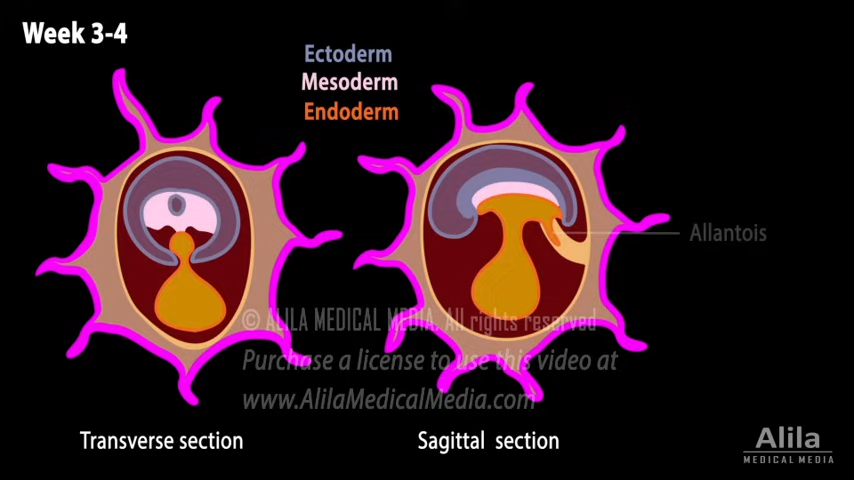 Week 3-4
Ectoderm
Mesoderm
Endoderm
Allantois
© ALILA MEDICAL MEDIA. All rights reserved
Purchase a license to use this video at
www.AlilaMedicalMedia.com
Transverse section
Sagittal section
Alila
MEDICAL MEDIA